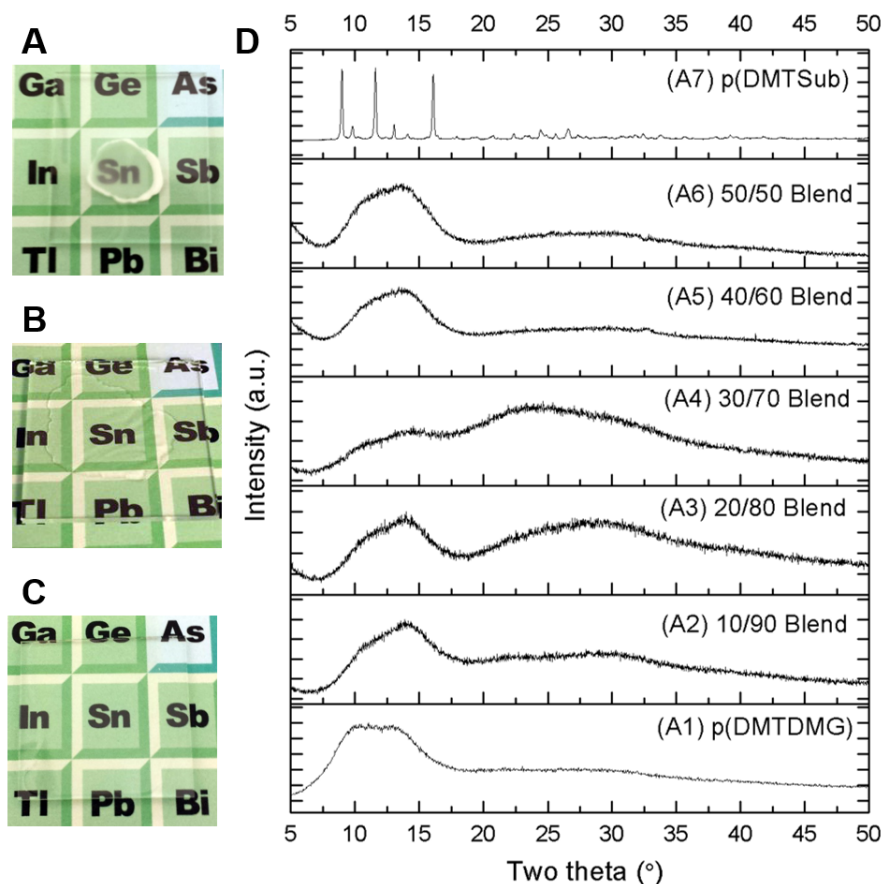 A
Ga Ge As
In Sn Sb
Tl Pb Bi
B
Ga Ge As
In Sn Sb
Tl Pb Bi
C
Ga Ge As
In Sn Sb
Tl Pb Bi
D
5 10 15 20 25 30 35 40 45 50
(A7) p(DMTSub)
(A6) 50/50 Blend
(A5) 40/60 Blend
(A4) 30/70 Blend
(A3) 20/80 Blend
(A2) 10/90 Blend
(A1) p(DMTDMG)
Intensity (a.u.)
5 10 15 20 25 30 35 40 45 50
Two theta (°)